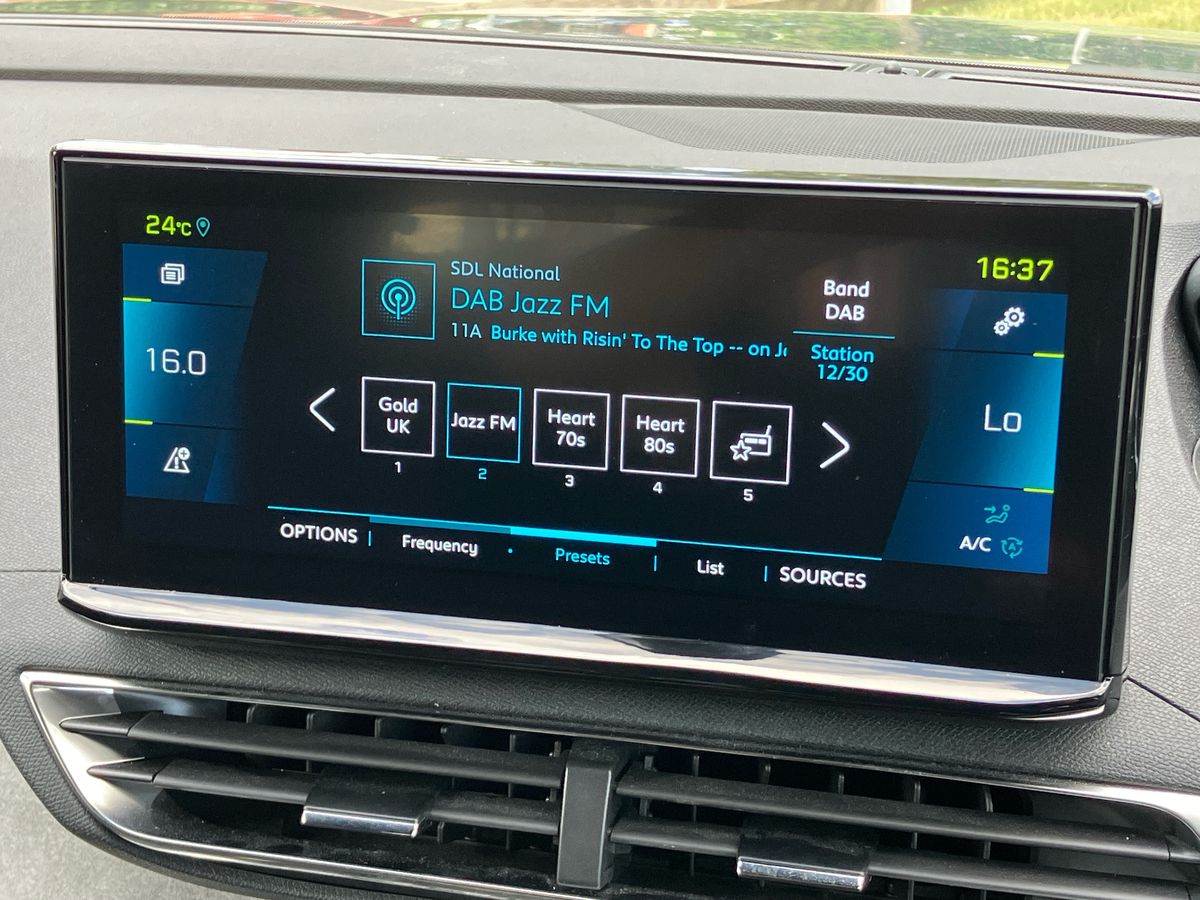 24°C
16:37
SDL National
DAB Jazz FM
11A Burke with Risin' To The Top -- on
Band
DAB
Station
12/30
16.0
Lo
Gold
UK
Jazz FM
Heart
70s
Heart
80s
1
2
3
4
5
A/C
OPTIONS
Frequency
Presets
List
SOURCES